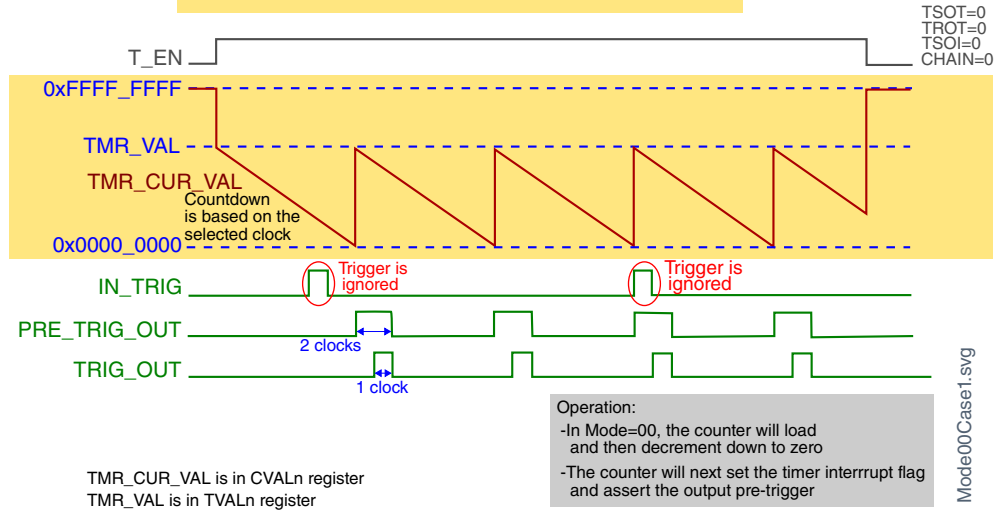 TSOT=0
TROT=0
TSOI=0
CHAIN=0
T_EN
0xFFFF_FFFF
TMR_VAL
TMR_CUR_VAL
Countdown
is based on the
selected clock
0x0000_0000
IN_TRIG
Trigger is
ignored
Trigger is
ignored
PRE_TRIG_OUT
2 clocks
TRIG_OUT
1 clock
Operation:
-In Mode=00, the counter will load
and then decrement down to zero
-The counter will next set the timer interrrupt flag
and assert the output pre-trigger
TMR_CUR_VAL is in CVALn register
TMR_VAL is in TVALn register
Mode00Case1.svg